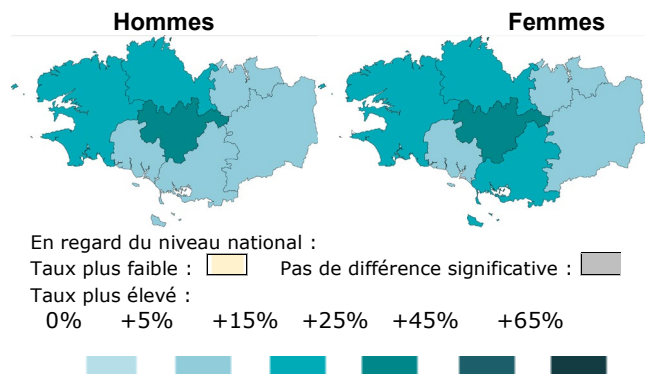 Hommes Femmes
En regard du niveau national :
Taux plus faible : Pas de différence significative :
Taux plus élevé :
0% +5% +15% +25% +45% +65%